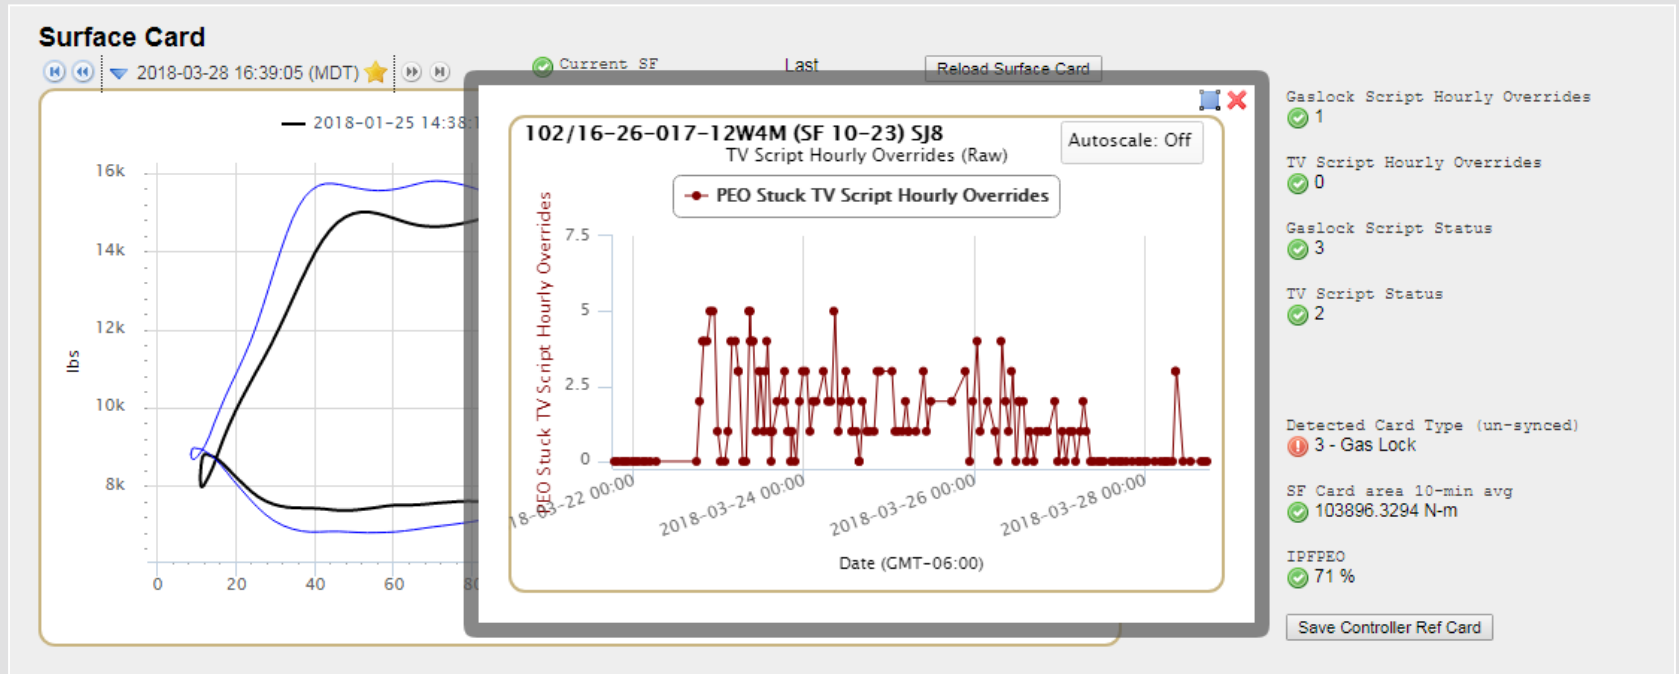 Surface Card
2018-03-28 16:39:05 (MDT)
Current SF
Last
Reload Surface Card
2018-01-25 14:38:
lbs
16k
14k
12k
10k
8k
0
20
40
60
80
102/16-26-017-12W4M (SF 10-23) SJ8
TV Script Hourly Overrides (Raw)
Autoscale: Off
PEO Stuck TV Script Hourly Overrides
PEO Stuck TV Script Hourly Overrides
7.5
5
2.5
0
18-03-22 00:00
2018-03-24 00:00
2018-03-26 00:00
2018-03-28 00:00
Date (GMT-06:00)
Gaslock Script Hourly Overrides
1
TV Script Hourly Overrides
0
Gaslock Script Status
3
TV Script Status
2
Detected Card Type (un-synced)
3 - Gas Lock
SF Card area 10-min avg
103896.3294 N-m
IPFPEO
71 %
Save Controller Ref Card